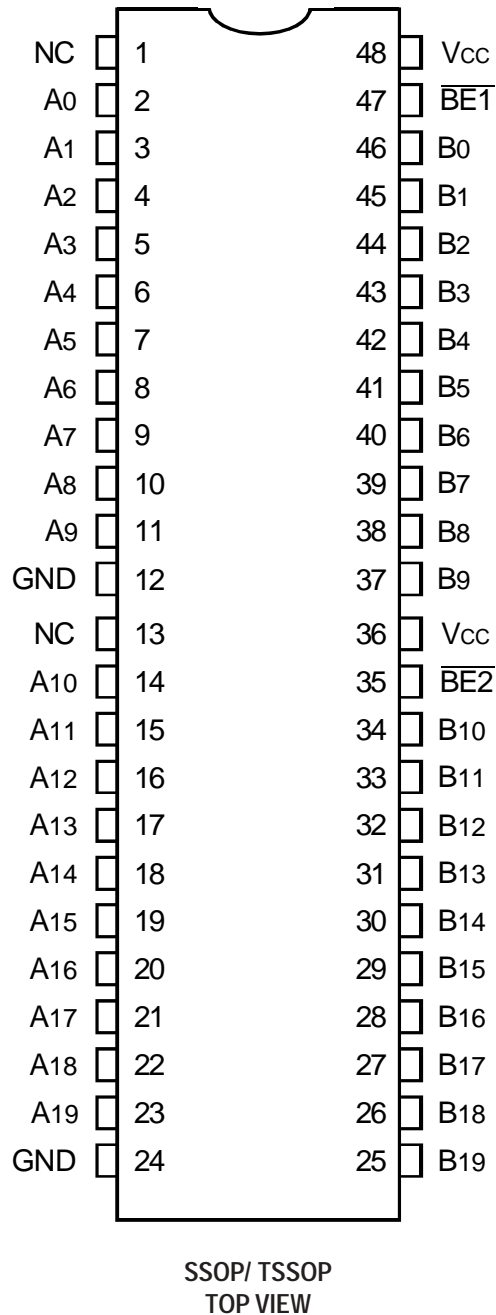 NC 1 48 Vcc
A0 2 47 B̅E̅1̅
A1 3 46 B0
A2 4 45 B1
A3 5 44 B2
A4 6 43 B3
A5 7 42 B4
A6 8 41 B5
A7 9 40 B6
A8 10 39 B7
A9 11 38 B8
GND 12 37 B9
NC 13 36 Vcc
A10 14 35 B̅E̅2̅
A11 15 34 B10
A12 16 33 B11
A13 17 32 B12
A14 18 31 B13
A15 19 30 B14
A16 20 29 B15
A17 21 28 B16
A18 22 27 B17
A19 23 26 B18
GND 24 25 B19
SSOP/ TSSOP
TOP VIEW